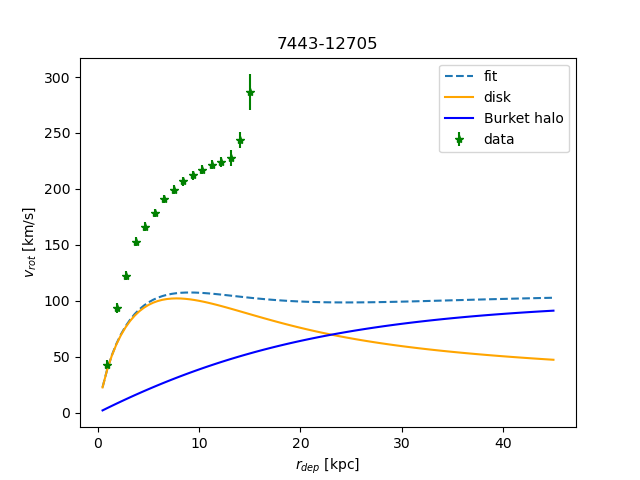 7443-12705
300
250
200
150
100
50
0
v_rot [km/s]
fit
disk
Burket halo
data
0 10 20 30 40
r_dep [kpc]